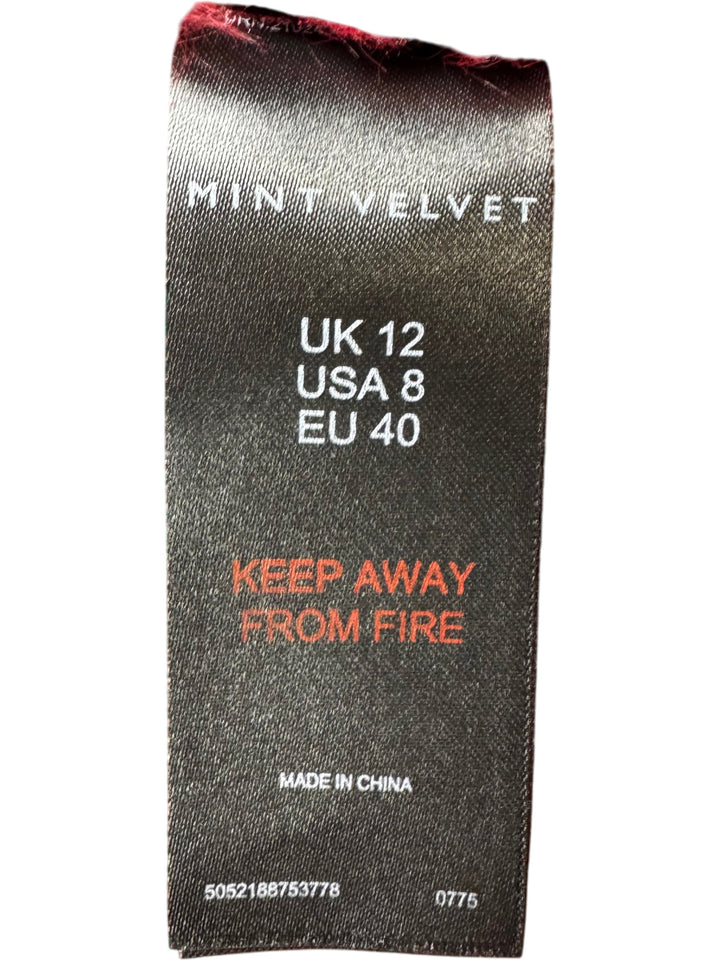 MINT VELVET
UK 12
USA 8
EU 40
KEEP AWAY
FROM FIRE
MADE IN CHINA
5052188753778 0775